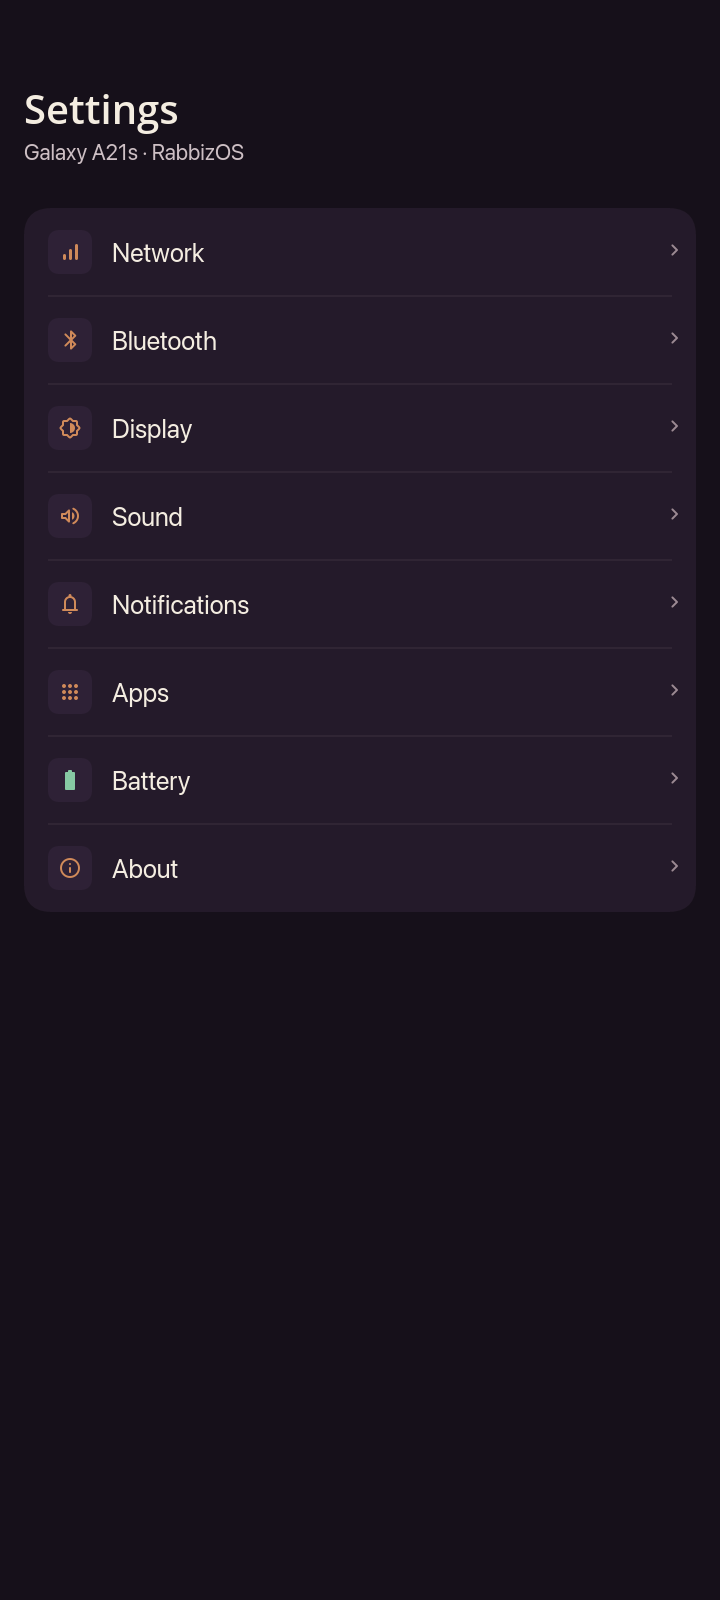 Settings
Galaxy A21s · RabbizOS
Network
Bluetooth
Display
Sound
Notifications
Apps
Battery
About